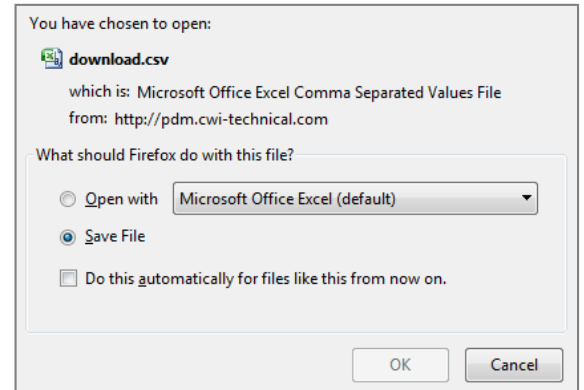 You have chosen to open:
download.csv
which is: Microsoft Office Excel Comma Separated Values File
from: http://pdm.cwi-technical.com
What should Firefox do with this file?
Open with Microsoft Office Excel (default)
Save File
Do this automatically for files like this from now on.
OK Cancel